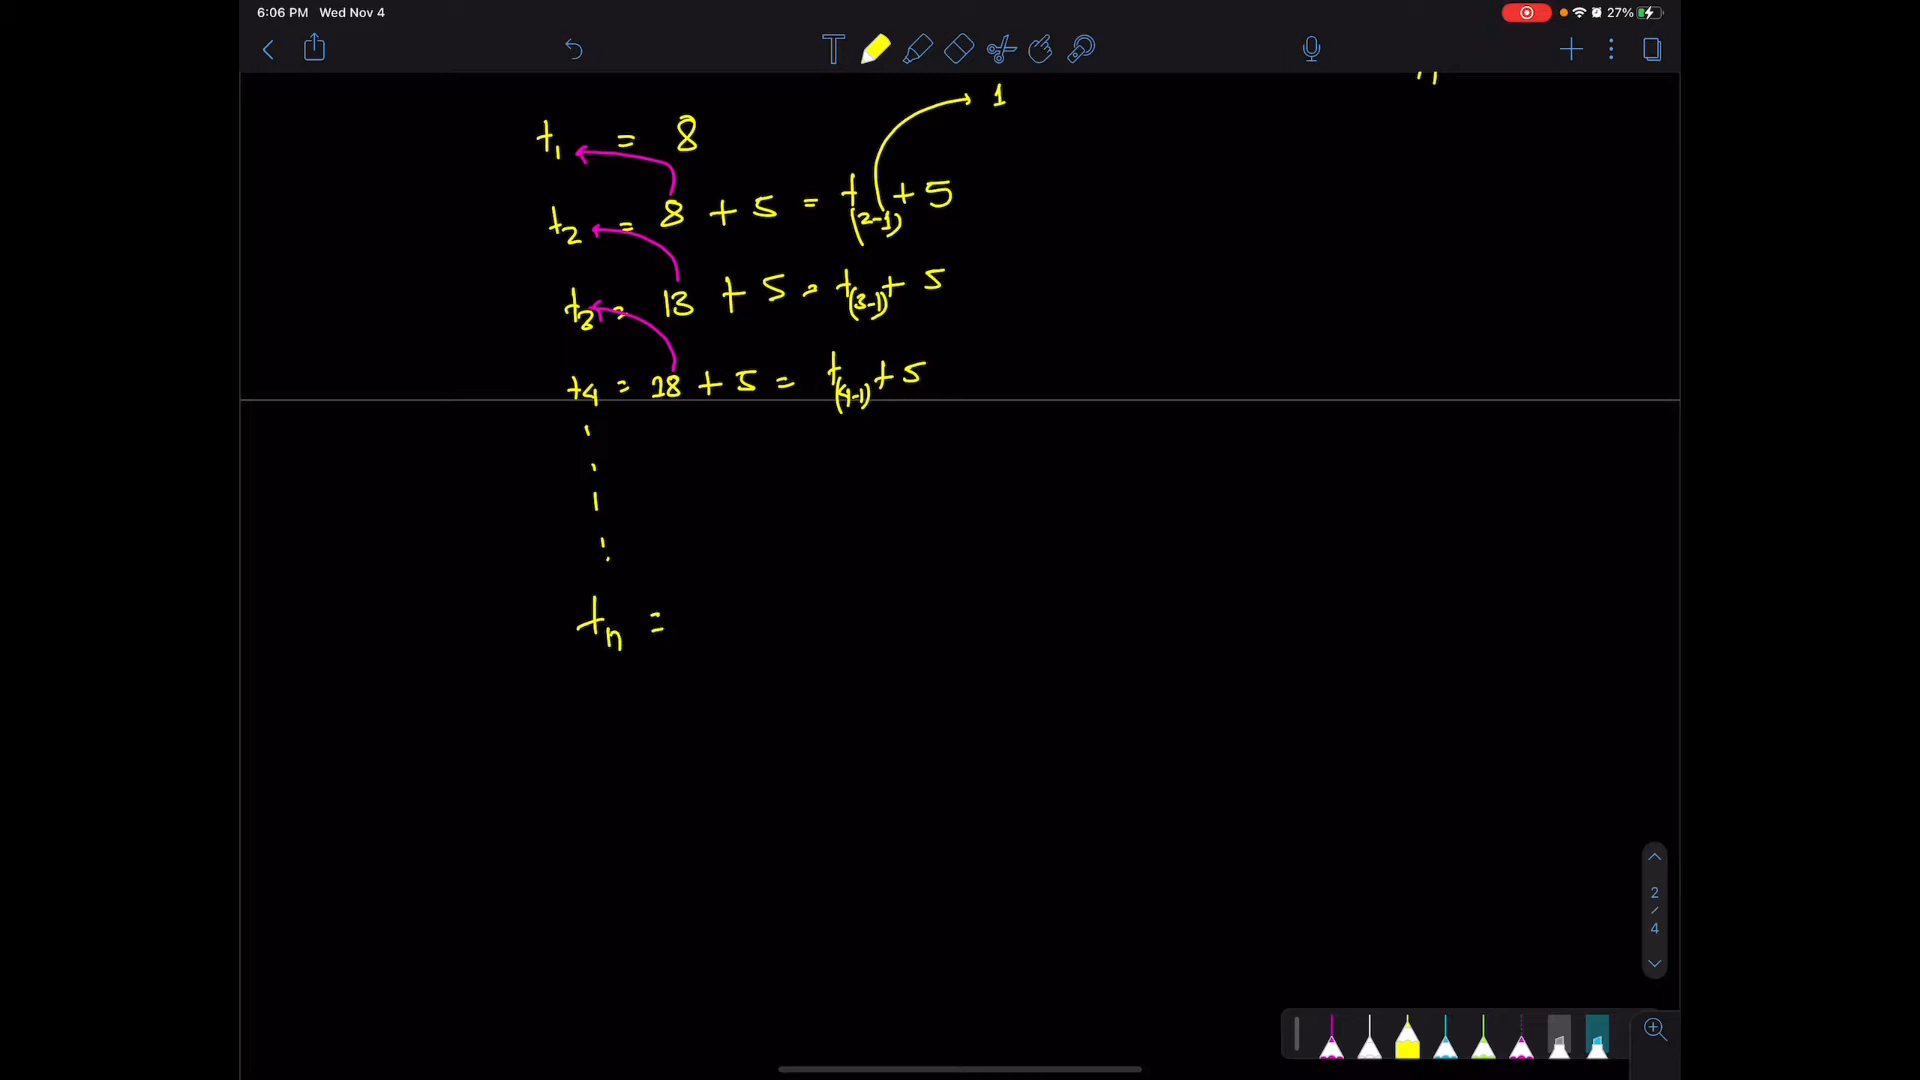 6:06 PM Wed Nov 4
27%
T
1
t₁ = 8
t₂ = 8 + 5 = t₍₂₋₁₎ + 5
t₃ = 13 + 5 = t₍₃₋₁₎ + 5
t₄ = 18 + 5 = t₍₄₋₁₎ + 5
tₙ =
2
/
4